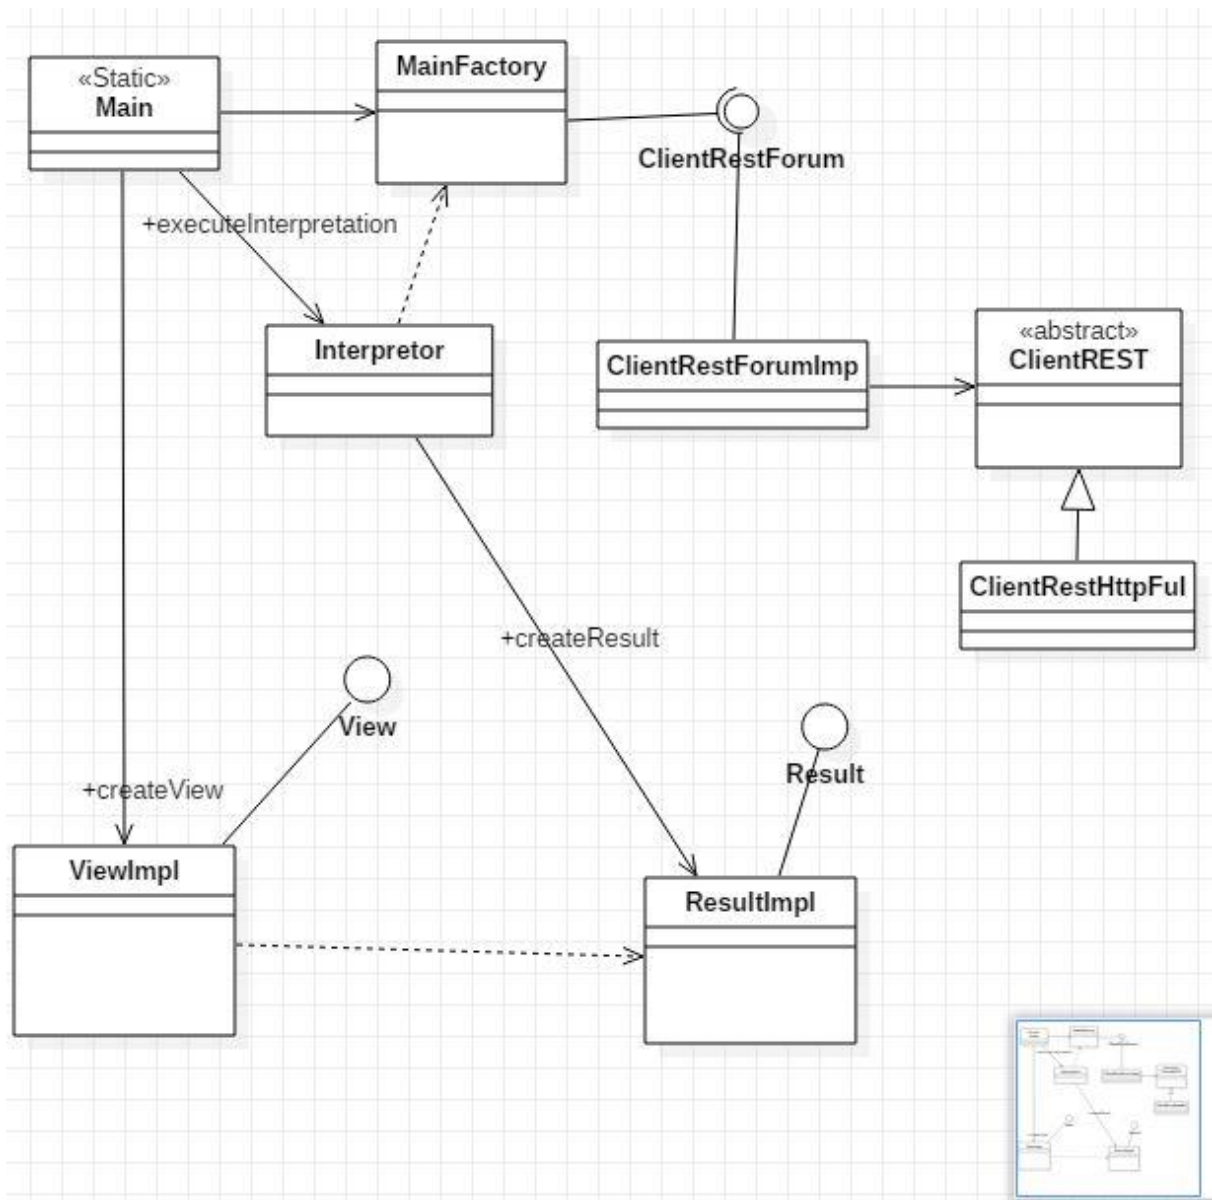 «Static»
Main
MainFactory
ClientRestForum
+executeInterpretation
Interpretor
ClientRestForumImp
«abstract»
ClientREST
ClientRestHttpFul
+createResult
View
Result
+createView
ViewImpl
ResultImpl